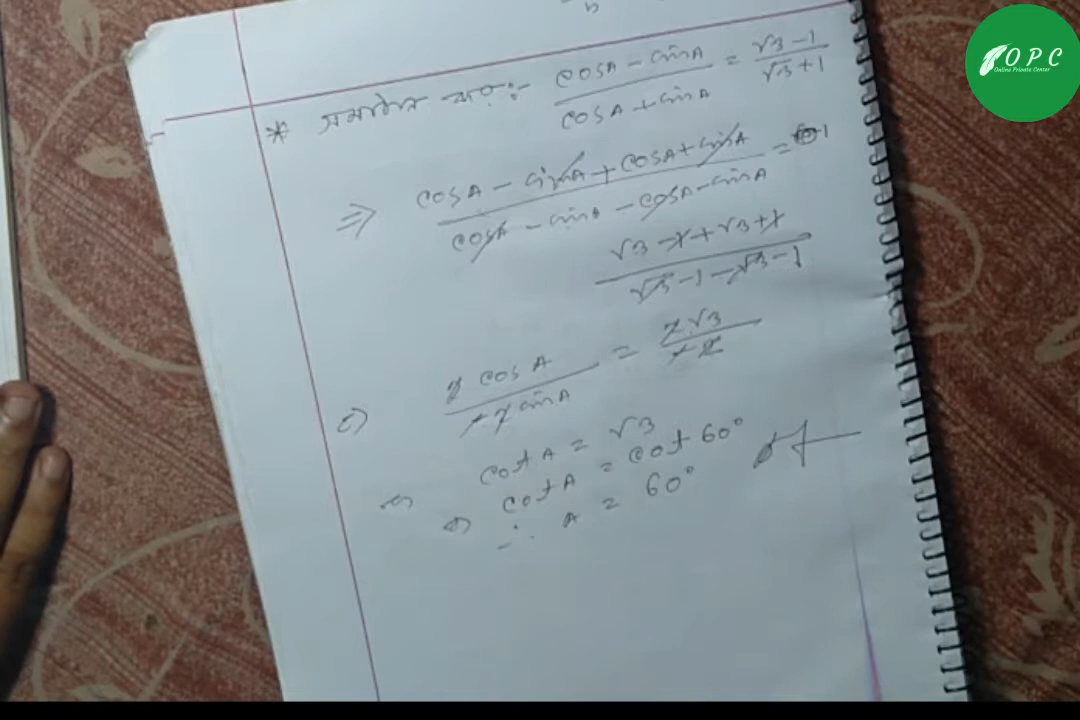 h
OPC
Online Private Center
* সমাধান কর:- (cosA - sinA)/(cosA + sinA) = (√3 - 1)/(√3 + 1)
⇒ (cosA - sinA + cosA + sinA)/(cosA - sinA - cosA - sinA) =
(√3 - 1 + √3 + 1)/(√3 - 1 - √3 - 1)
(2 cosA)/(-2 sinA) = (2√3)/(-2)
cotA = √3
cotA = cot 60°
∴ A = 60°